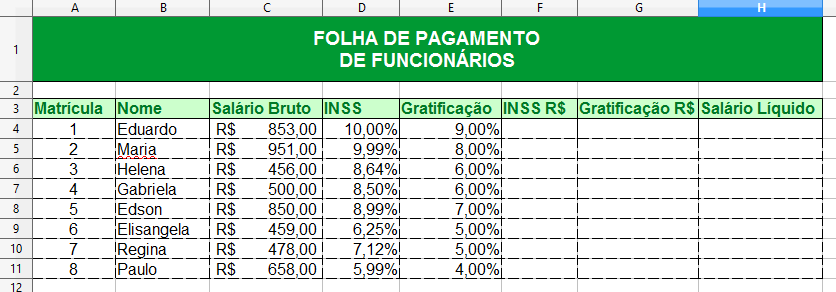 A B C D E F G H
1 FOLHA DE PAGAMENTO
DE FUNCIONÁRIOS
2
3 Matrícula Nome Salário Bruto INSS Gratificação INSS R$ Gratificação R$ Salário Líquido
4 1 Eduardo R$ 853,00 10,00% 9,00%
5 2 Maria R$ 951,00 9,99% 8,00%
6 3 Helena R$ 456,00 8,64% 6,00%
7 4 Gabriela R$ 500,00 8,50% 6,00%
8 5 Edson R$ 850,00 8,99% 7,00%
9 6 Elisangela R$ 459,00 6,25% 5,00%
10 7 Regina R$ 478,00 7,12% 5,00%
11 8 Paulo R$ 658,00 5,99% 4,00%
12